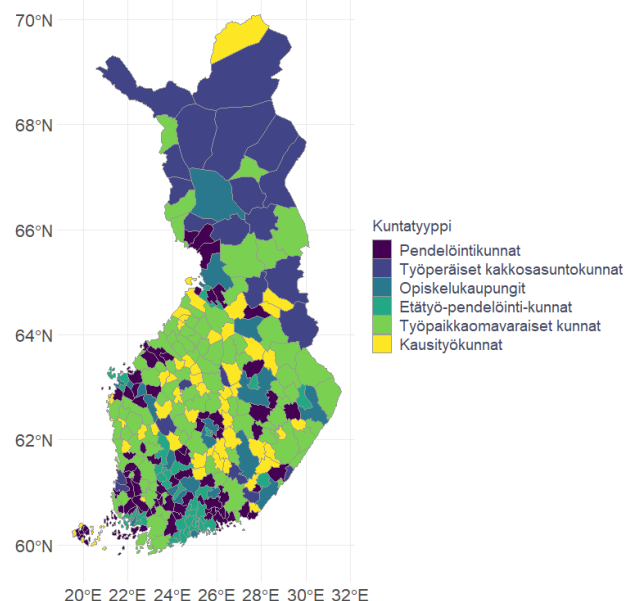 70°N
68°N
66°N
64°N
62°N
60°N
20°E 22°E 24°E 26°E 28°E 30°E 32°E
Kuntatyyppi
Pendelöintikunnat
Työperäiset kakkosasuntokunnat
Opiskelukaupungit
Etätyö-pendelöinti-kunnat
Työpaikkaomavaraiset kunnat
Kausityökunnat